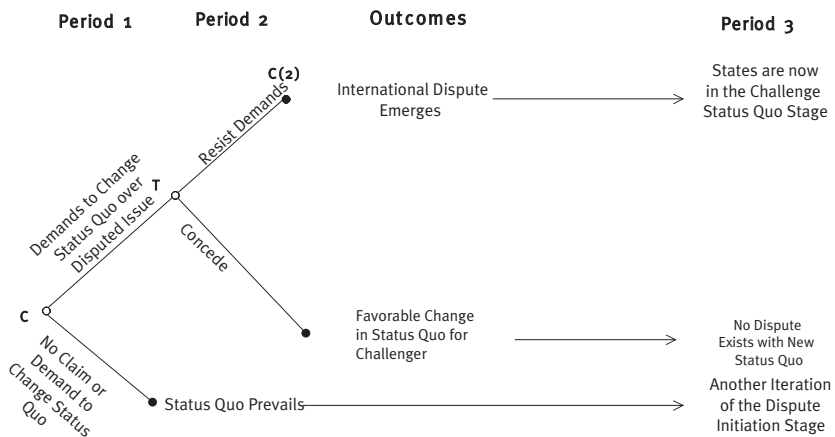 Period 1
Period 2
Outcomes
Period 3
C(2)
International Dispute
Emerges
States are now
in the Challenge
Status Quo Stage
Resist Demands
T
Demands to Change
Status Quo over
Disputed Issue
Concede
C
Favorable Change
in Status Quo for
Challenger
No Dispute
Exists with New
Status Quo
No Claim or
Demand to
Change Status
Quo
Status Quo Prevails
Another Iteration
of the Dispute
Initiation Stage